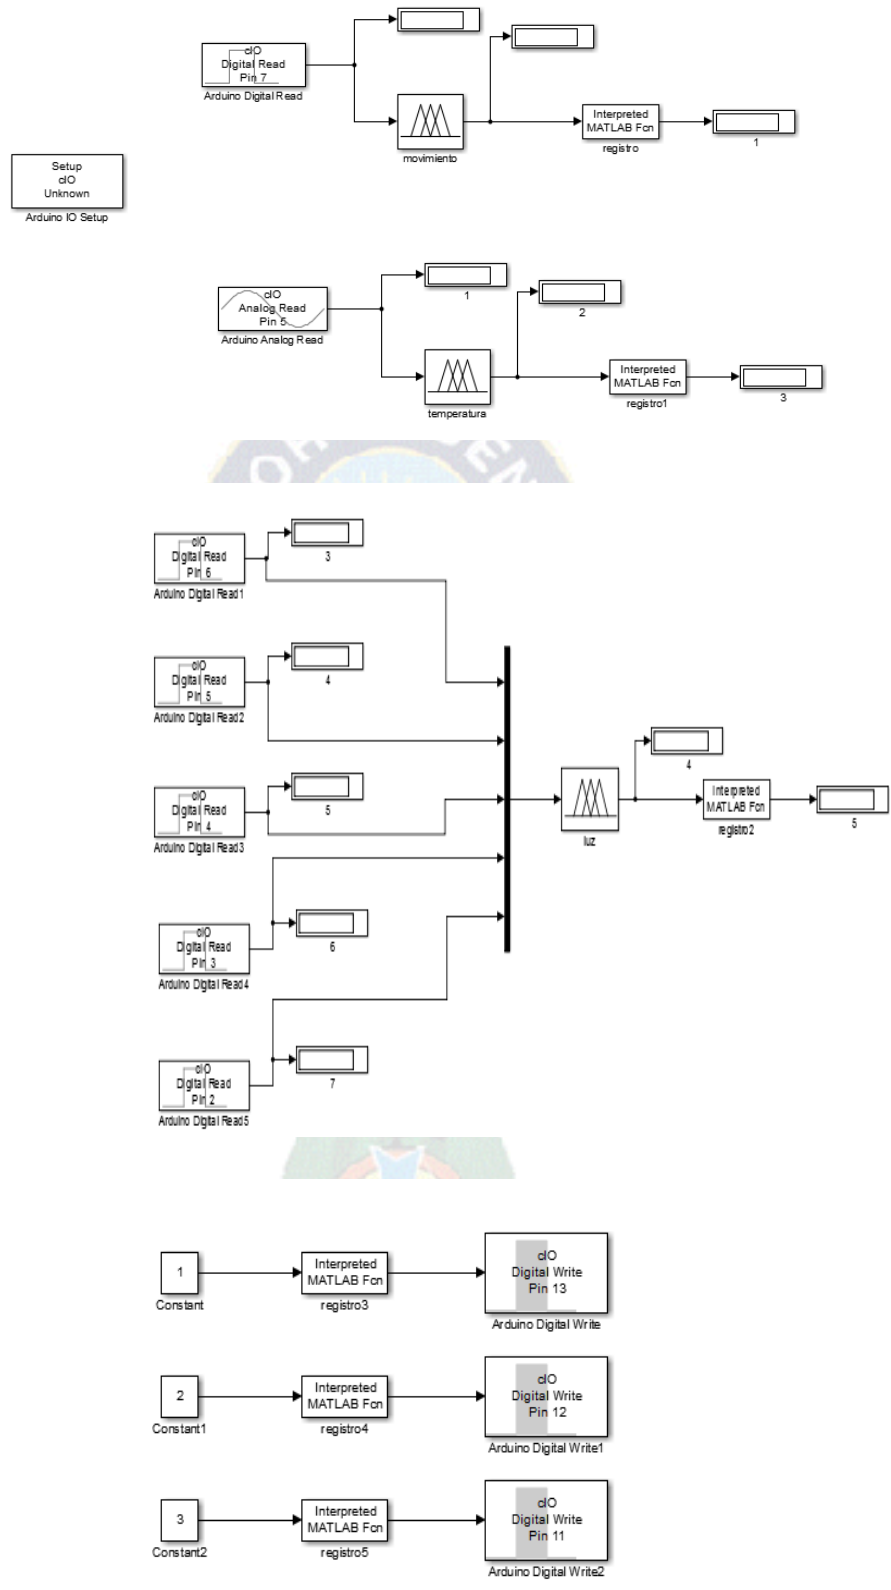 cIO
Digital Read
Pin 7
Arduino Digital Read
movimiento
Interpreted
MATLAB Fcn
registro
1
Setup
cIO
Unknown
Arduino IO Setup
cIO
Analog Read
Pin 5
Arduino Analog Read
1
2
temperatura
Interpreted
MATLAB Fcn
registro1
3
cIO
Digital Read
Pin 6
Arduino Digital Read1
3
cIO
Digital Read
Pin 5
Arduino Digital Read2
4
cIO
Digital Read
Pin 4
Arduino Digital Read3
5
cIO
Digital Read
Pin 3
Arduino Digital Read4
6
cIO
Digital Read
Pin 2
Arduino Digital Read5
7
luz
4
Interpreted
MATLAB Fcn
registro2
5
1
Constant
Interpreted
MATLAB Fcn
registro3
cIO
Digital Write
Pin 13
Arduino Digital Write
2
Constant1
Interpreted
MATLAB Fcn
registro4
cIO
Digital Write
Pin 12
Arduino Digital Write1
3
Constant2
Interpreted
MATLAB Fcn
registro5
cIO
Digital Write
Pin 11
Arduino Digital Write2